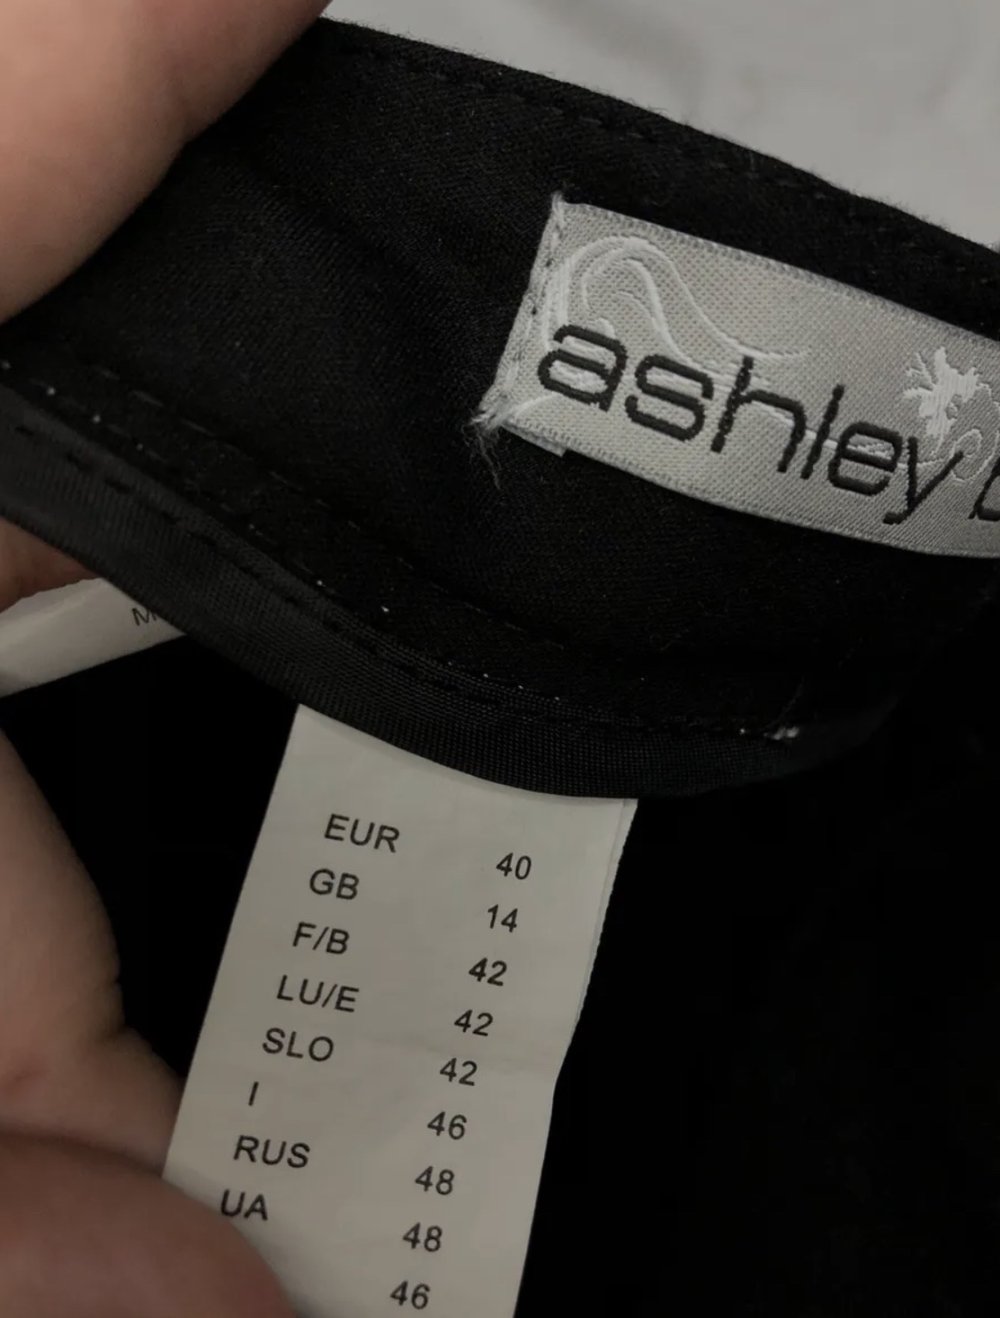 ashley
EUR 40
GB 14
F/B 42
LU/E 42
SLO 42
I 46
RUS 48
UA 48
46